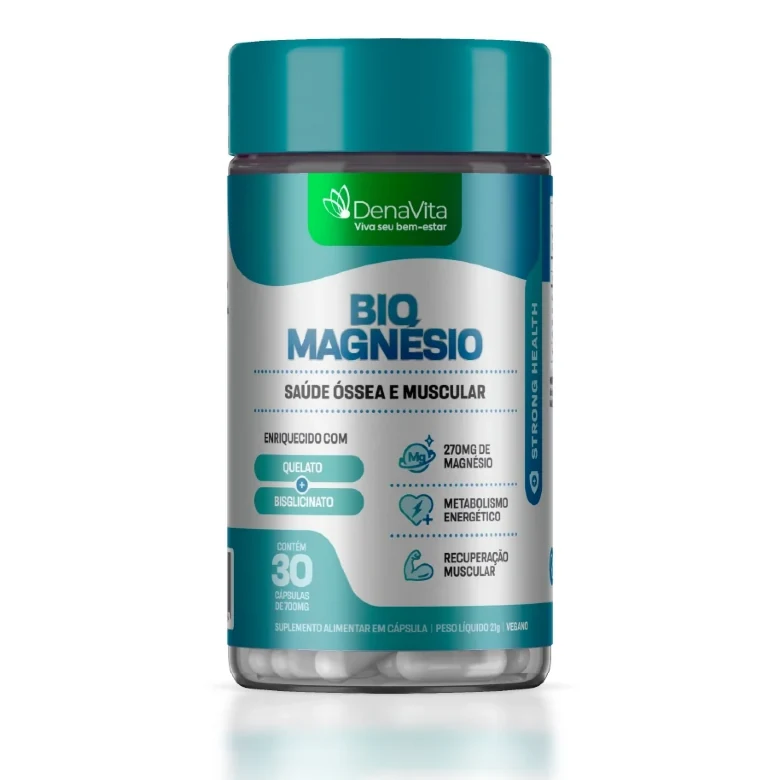 DenaVita
Viva seu bem-estar
BIO
MAGNÉSIO
SAÚDE ÓSSEA E MUSCULAR
ENRIQUECIDO COM
QUELATO
+
BISGLICINATO
Mg
270MG DE
MAGNÉSIO
METABOLISMO
ENERGÉTICO
RECUPERAÇÃO
MUSCULAR
CONTÉM
30
CÁPSULAS
DE 700MG
SUPLEMENTO ALIMENTAR EM CÁPSULA | PESO LÍQUIDO 21g | VEGANO
STRONG HEALTH